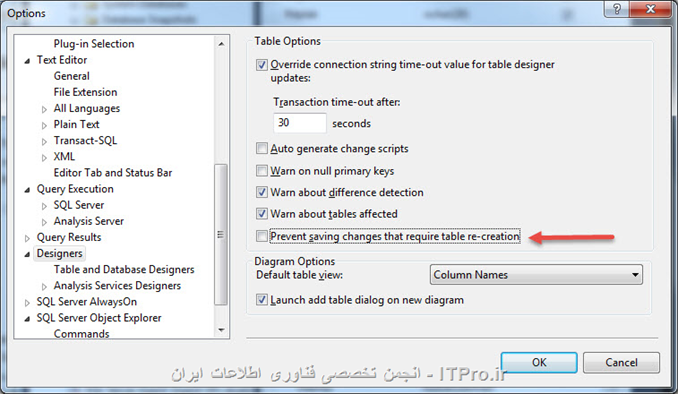 Options
Plug-in Selection
Text Editor
General
File Extension
All Languages
Plain Text
Transact-SQL
XML
Editor Tab and Status Bar
Query Execution
SQL Server
Analysis Server
Query Results
Designers
Table and Database Designers
Analysis Services Designers
SQL Server AlwaysOn
SQL Server Object Explorer
Commands
Table Options
Override connection string time-out value for table designer
updates:
Transaction time-out after:
30 seconds
Auto generate change scripts
Warn on null primary keys
Warn about difference detection
Warn about tables affected
Prevent saving changes that require table re-creation
Diagram Options
Default table view: Column Names
Launch add table dialog on new diagram
OK Cancel
ITPro.ir - انجمن تخصصی فناوری اطلاعات ایران